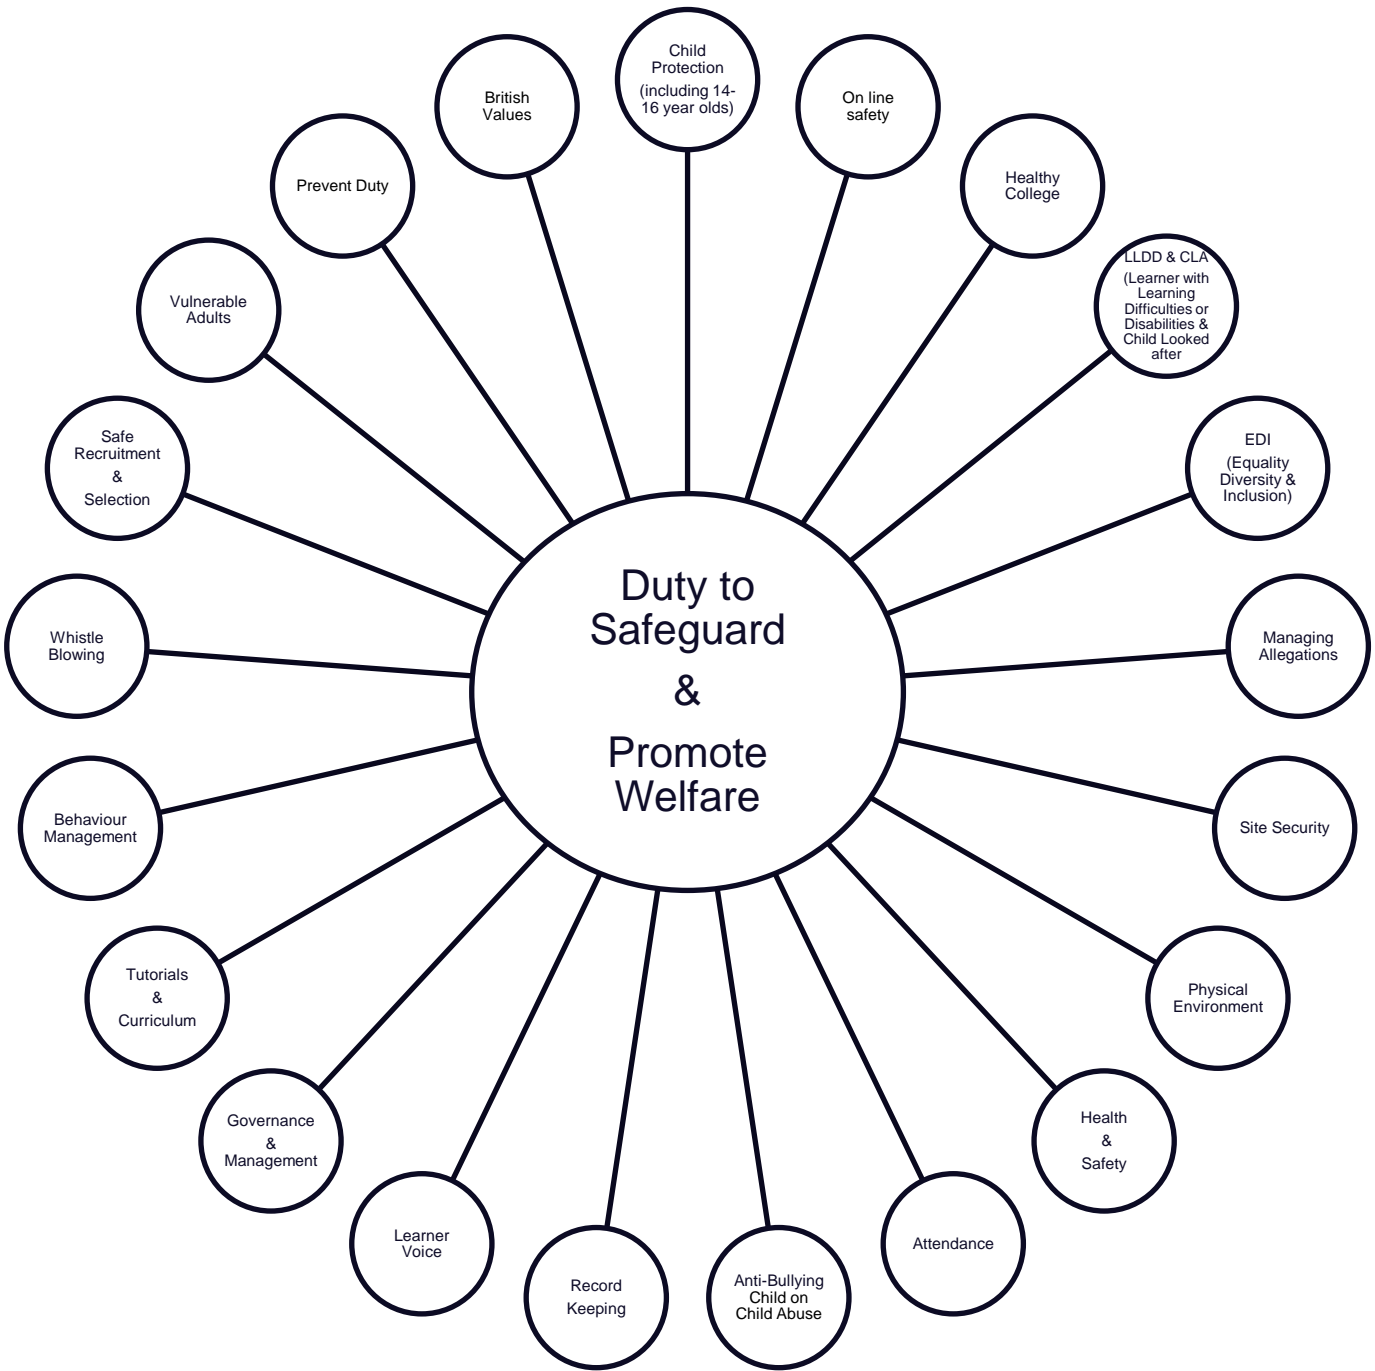 Duty to
Safeguard
&
Promote
Welfare
Child
Protection
(including 14-
16 year olds)
On line
safety
Healthy
College
LLDD & CLA
(Learner with
Learning
Difficulties or
Disabilities &
Child Looked
after
EDI
(Equality
Diversity &
Inclusion)
Managing
Allegations
Site Security
Physical
Environment
Health
&
Safety
Attendance
Anti-Bullying
Child on
Child Abuse
Record
Keeping
Learner
Voice
Governance
&
Management
Tutorials
&
Curriculum
Behaviour
Management
Whistle
Blowing
Safe
Recruitment
&
Selection
Vulnerable
Adults
Prevent Duty
British
Values